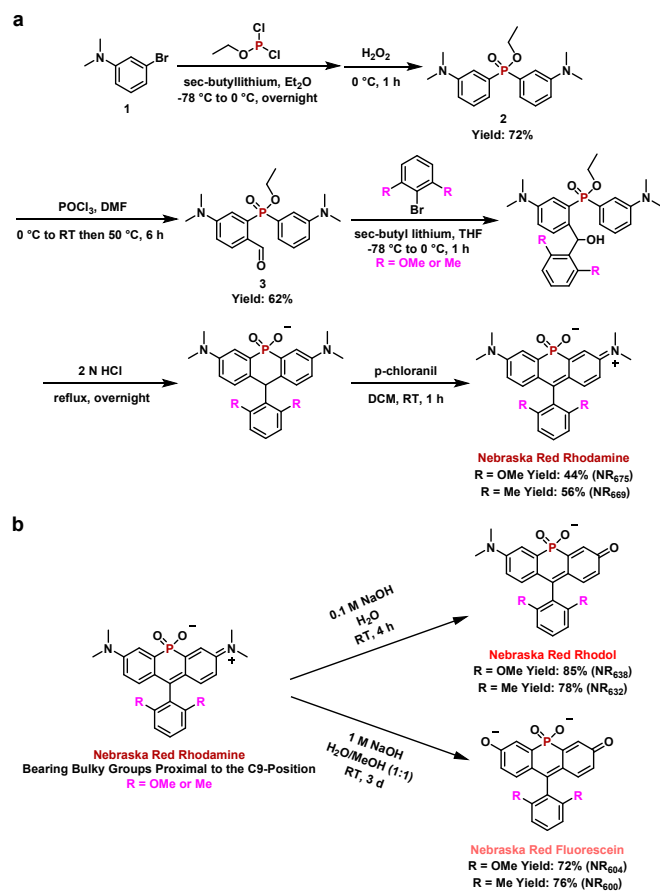 a
N
Br
1
O
P
Cl
Cl
sec-butyllithium, Et₂O
-78 °C to 0 °C, overnight
H₂O₂
0 °C, 1 h
N
O
P
O
N
2
Yield: 72%
POCl₃, DMF
0 °C to RT then 50 °C, 6 h
N
O
P
O
N
O
3
Yield: 62%
R
R
Br
sec-butyl lithium, THF
-78 °C to 0 °C, 1 h
R = OMe or Me
N
O
P
O
N
R
OH
R
2 N HCl
reflux, overnight
O
O
−
N
P
N
R
R
p-chloranil
DCM, RT, 1 h
O
O
−
N
P
N
+
R
R
Nebraska Red Rhodamine
R = OMe Yield: 44% (NR₆₇₅)
R = Me Yield: 56% (NR₆₆₉)
b
O
O
−
N
P
N
+
R
R
Nebraska Red Rhodamine
Bearing Bulky Groups Proximal to the C9-Position
R = OMe or Me
0.1 M NaOH
H₂O
RT, 4 h
O
O
−
N
P
O
R
R
Nebraska Red Rhodol
R = OMe Yield: 85% (NR₆₃₈)
R = Me Yield: 78% (NR₆₃₂)
1 M NaOH
H₂O/MeOH (1:1)
RT, 3 d
−
O
O
O
−
P
O
R
R
Nebraska Red Fluorescein
R = OMe Yield: 72% (NR₆₀₄)
R = Me Yield: 76% (NR₆₀₀)